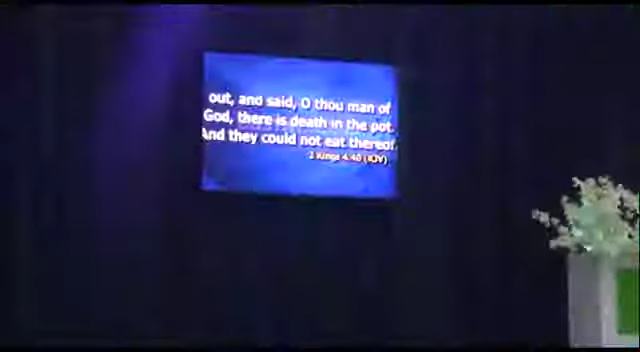 out, and said, O thou man of
God, there is death in the pot.
And they could not eat thereof.
2 Kings 4:40 (KJV)